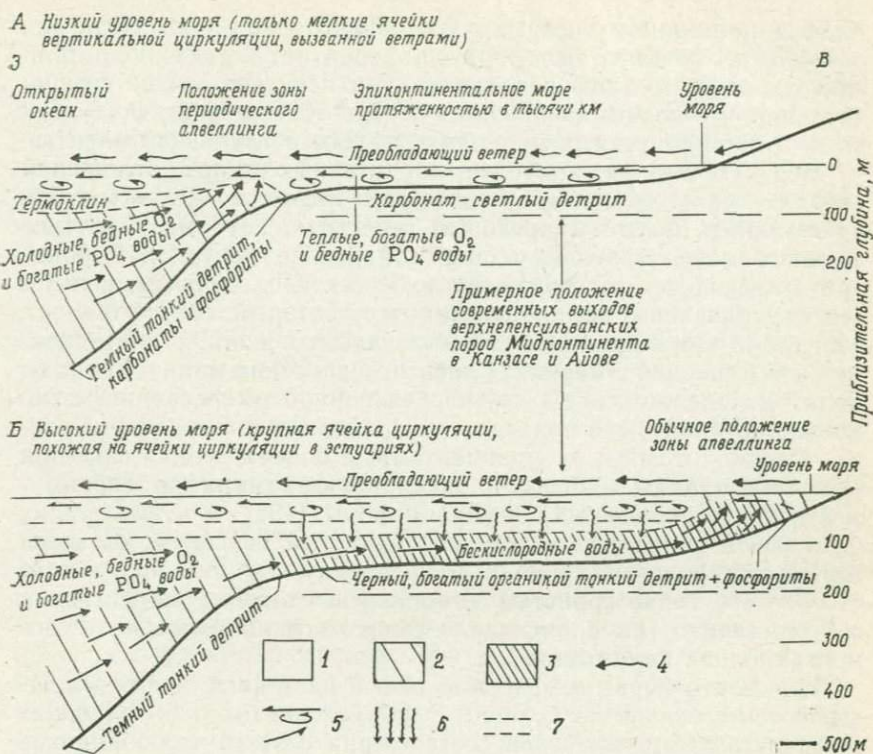 А Низкий уровень моря (только мелкие ячейки
вертикальной циркуляции, вызванной ветрами)
З
В
Открытый
океан
Положение зоны
периодического
апвеллинга
Эпиконтинентальное море
протяженностью в тысячи км
Уровень
моря
Преобладающий ветер
0
Термоклин
Карбонат-светлый детрит
100
Холодные, бедные O₂
и богатые PO₄ воды
Теплые, богатые O₂
и бедные PO₄ воды
200
Темный тонкий детрит,
карбонаты и фосфориты
Примерное положение
современных выходов
верхнепенсильванских
пород Мидконтинента
в Канзасе и Айове
Приблизительная глубина, м
Б Высокий уровень моря (крупная ячейка циркуляции,
похожая на ячейки циркуляции в эстуариях)
Обычное положение
зоны апвеллинга
Преобладающий ветер
Уровень моря
Холодные, бедные O₂
и богатые PO₄ воды
Бескислородные воды
100
Черный, богатый органикой тонкий детрит + фосфориты
200
Темный тонкий детрит
300
400
500 м
1
2
3
4
5
6
7